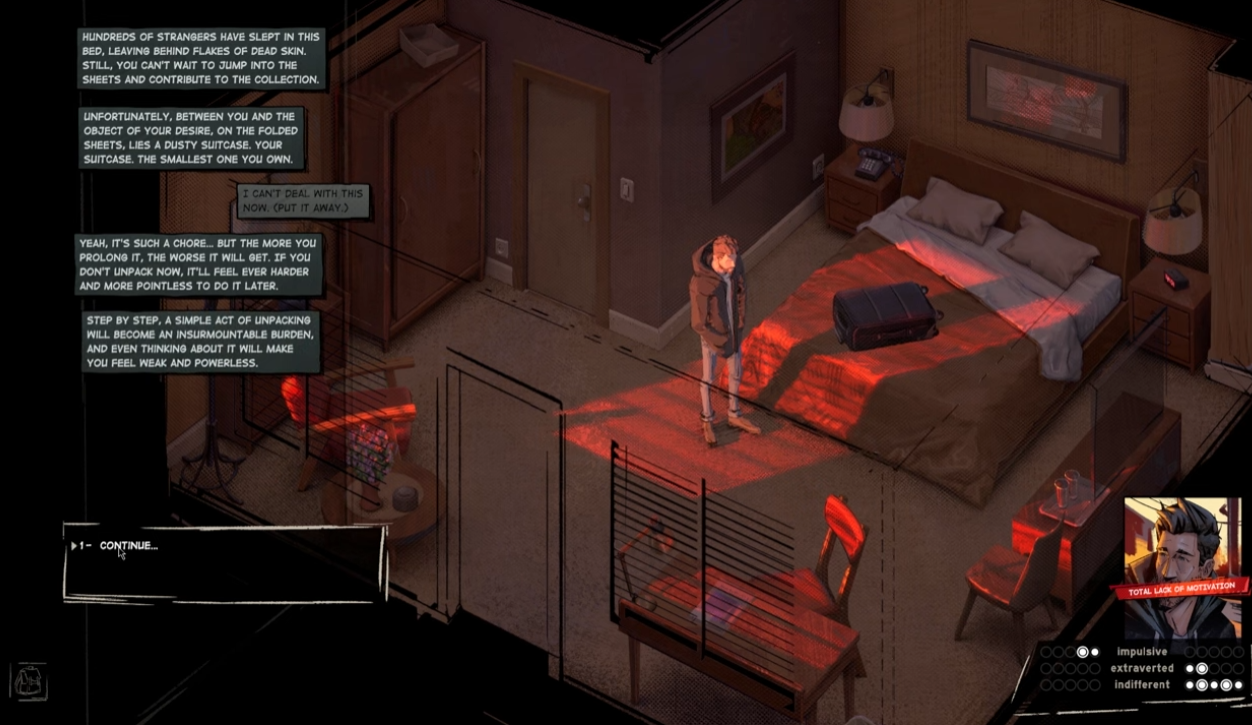 HUNDREDS OF STRANGERS HAVE SLEPT IN THIS
BED, LEAVING BEHIND FLAKES OF DEAD SKIN.
STILL, YOU CAN'T WAIT TO JUMP INTO THE
SHEETS AND CONTRIBUTE TO THE COLLECTION.
UNFORTUNATELY, BETWEEN YOU AND THE
OBJECT OF YOUR DESIRE, ON THE FOLDED
SHEETS, LIES A DUSTY SUITCASE. YOUR
SUITCASE. THE SMALLEST ONE YOU OWN.
I CAN'T DEAL WITH THIS
NOW. (PUT IT AWAY.)
YEAH, IT'S SUCH A CHORE... BUT THE MORE YOU
PROLONG IT, THE WORSE IT WILL GET. IF YOU
DON'T UNPACK NOW, IT'LL FEEL EVER HARDER
AND MORE POINTLESS TO DO IT LATER.
STEP BY STEP, A SIMPLE ACT OF UNPACKING
WILL BECOME AN INSURMOUNTABLE BURDEN,
AND EVEN THINKING ABOUT IT WILL MAKE
YOU FEEL WEAK AND POWERLESS.
1- CONTINUE...
TOTAL LACK OF MOTIVATION
impulsive
extraverted
indifferent